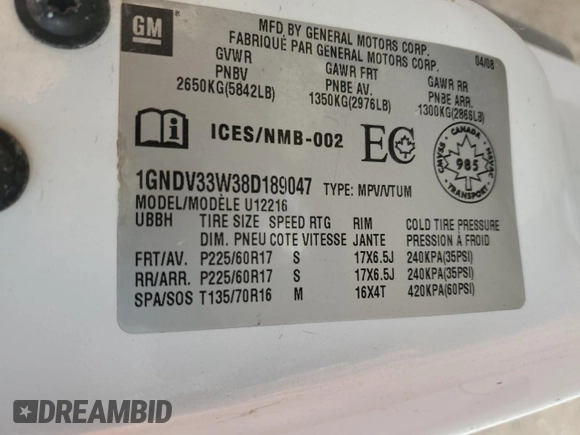 GM
MFD BY GENERAL MOTORS CORP.
FABRIQUÉ PAR GENERAL MOTORS CORP.
04/08
GVWR GAWR FRT GAWR RR
PNBV PNBE AV. PNBE ARR.
2650KG(5842LB) 1350KG(2976LB) 1300KG(2866LB)
i ICES/NMB-002 EC
CANADA
CMVSS 985 NSVAC
TRANSPORT
1GNDV33W38D189047 TYPE: MPV/VTUM
MODEL/MODÈLE U12216
UBBH TIRE SIZE SPEED RTG RIM COLD TIRE PRESSURE
DIM. PNEU COTE VITESSE JANTE PRESSION À FROID
FRT/AV. P225/60R17 S 17X6.5J 240KPA(35PSI)
RR/ARR. P225/60R17 S 17X6.5J 240KPA(35PSI)
SPA/SOS T135/70R16 M 16X4T 420KPA(60PSI)
DREAMBID